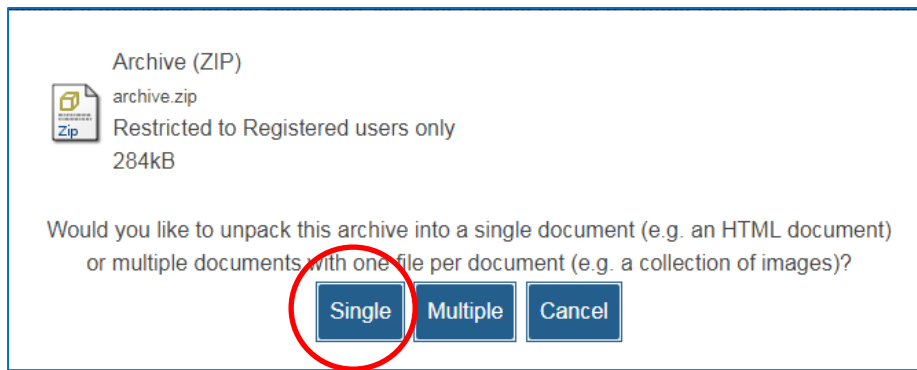 Archive (ZIP)
archive.zip
Zip
Restricted to Registered users only
284kB
Would you like to unpack this archive into a single document (e.g. an HTML document)
or multiple documents with one file per document (e.g. a collection of images)?
Single Multiple Cancel